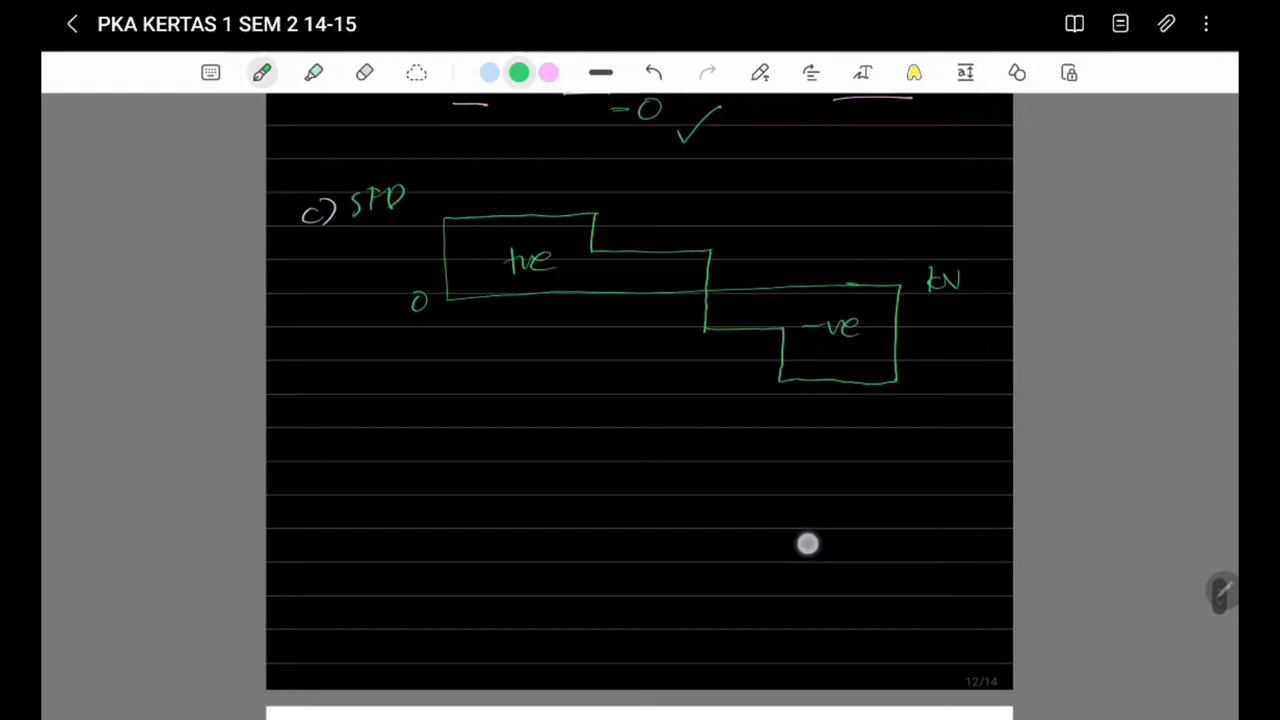 PKA KERTAS 1 SEM 2 14-15
= 0 ✓
c) SFD
+ve
0
kN
-ve
12/14